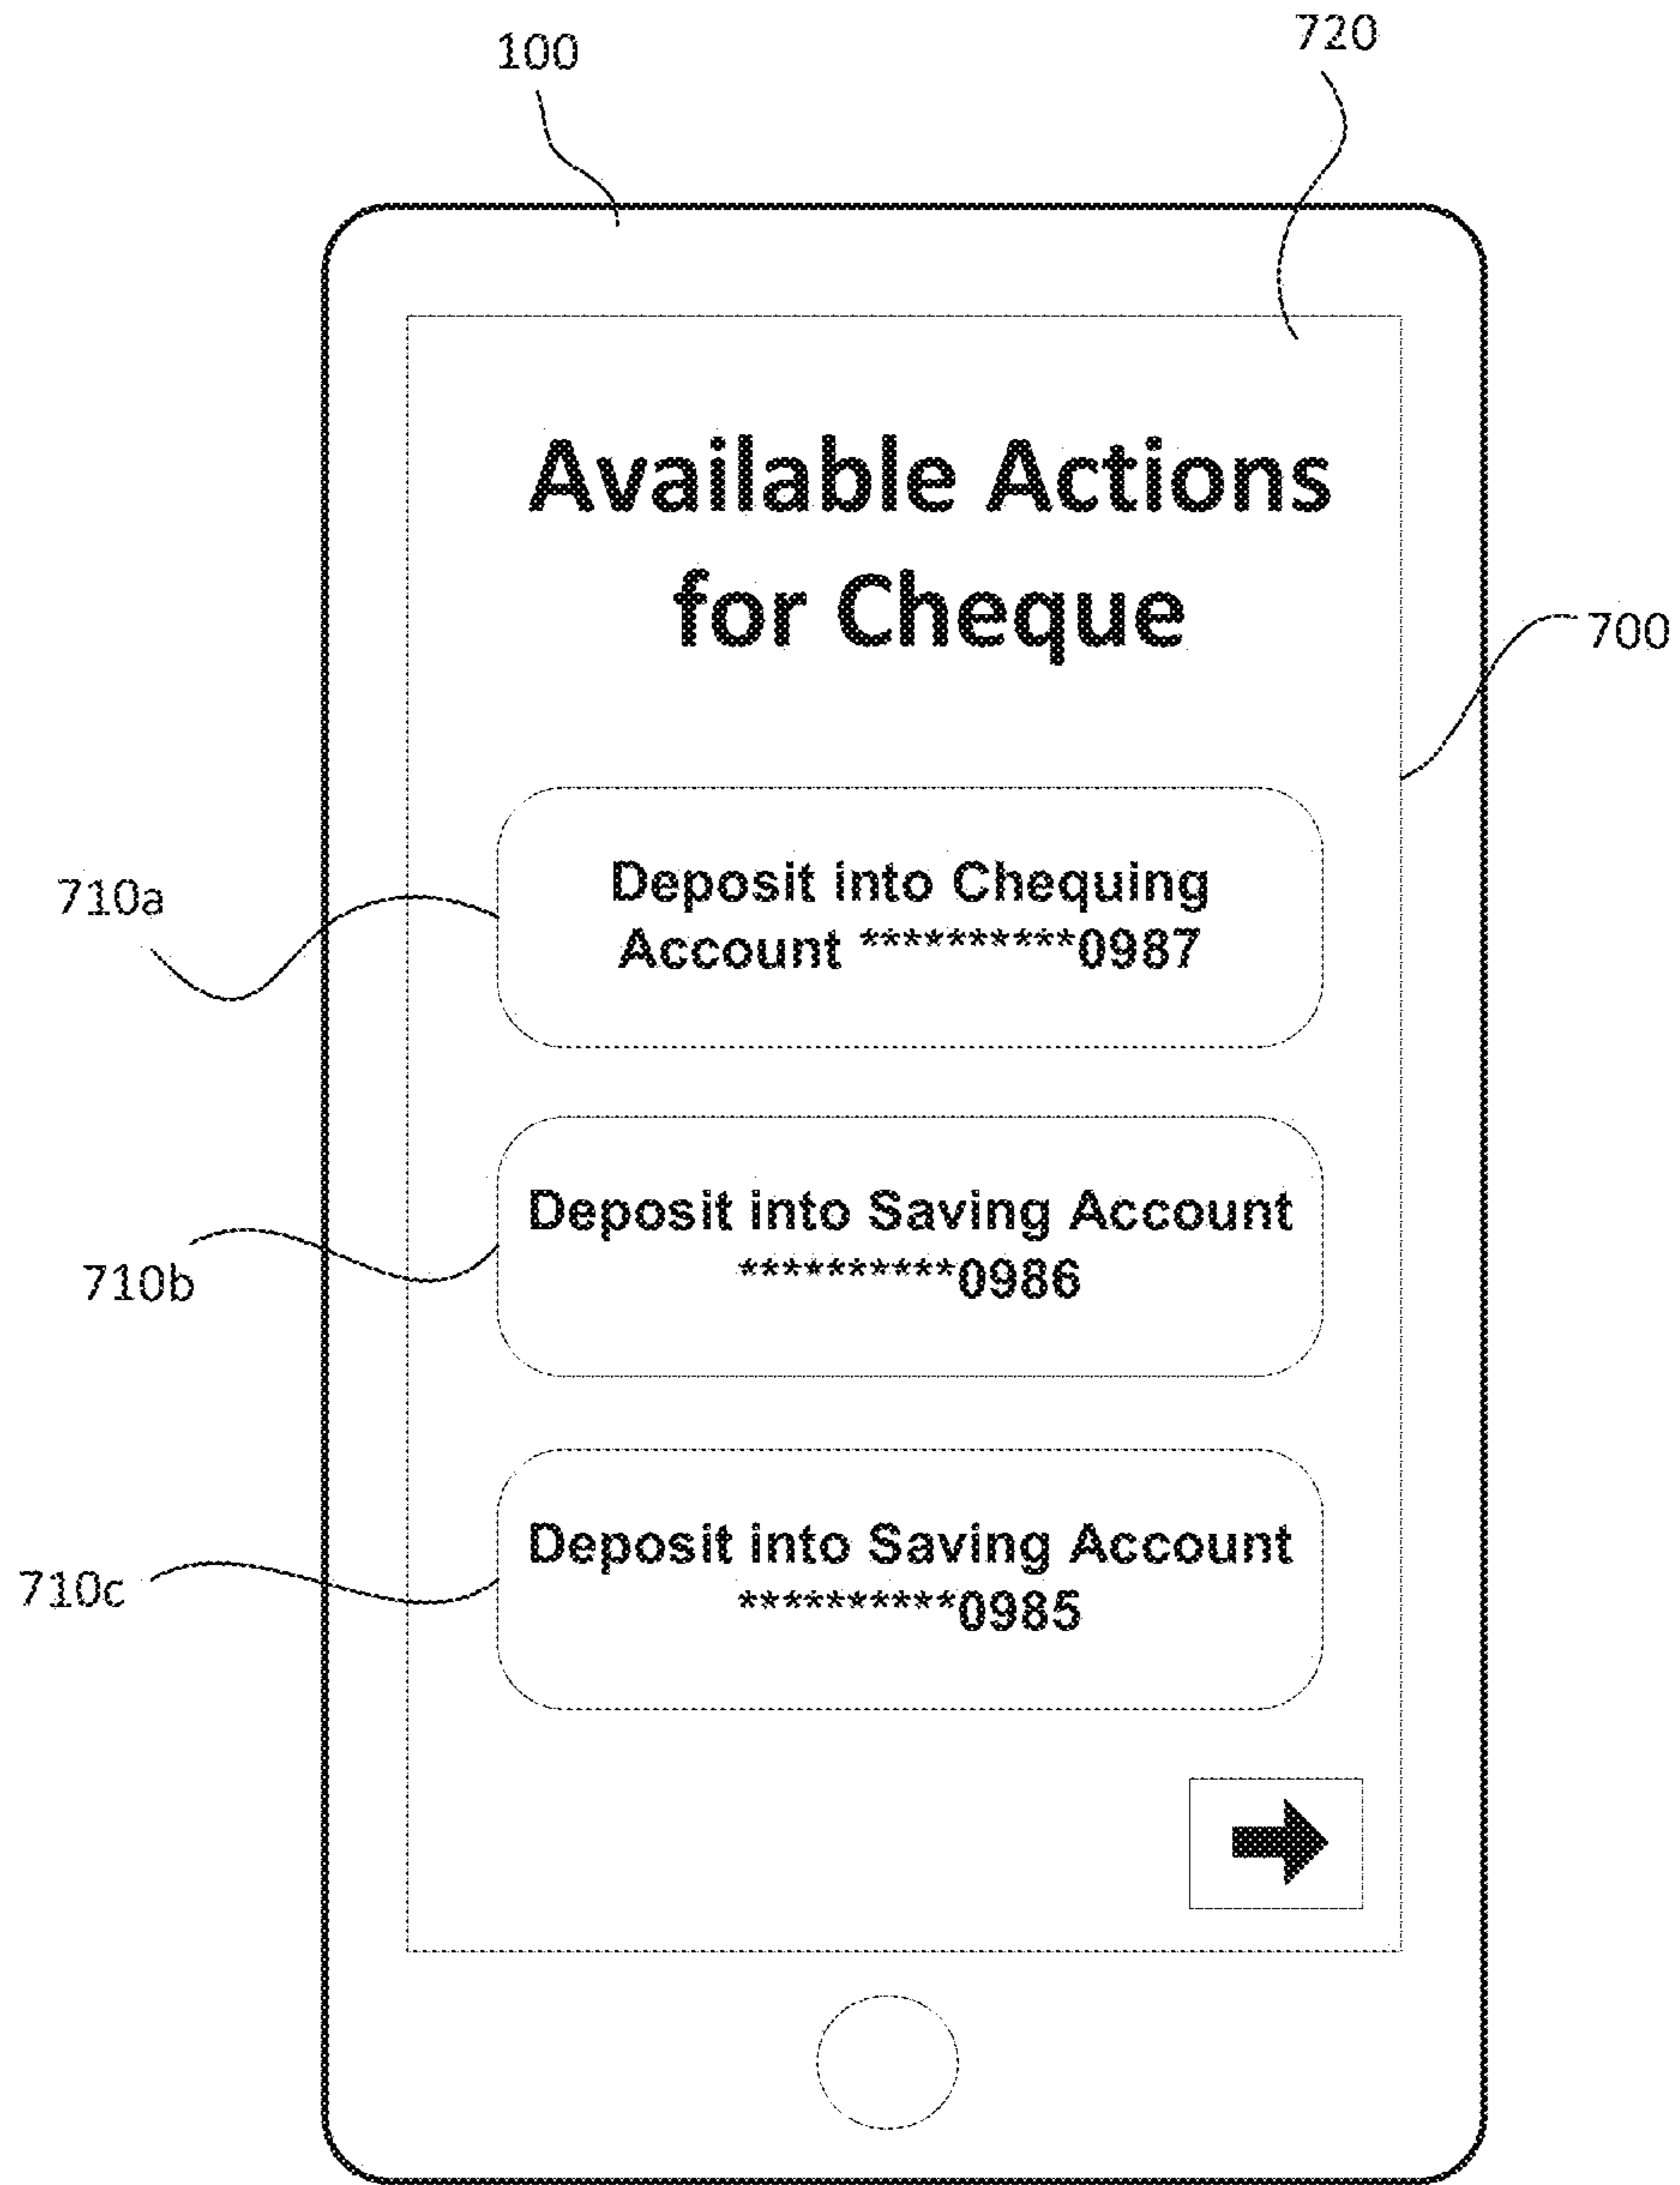 100
720
Available Actions
for Cheque
700
710a
Deposit into Chequing
Account **********0987
710b
Deposit into Saving Account
**********0986
710c
Deposit into Saving Account
**********0985